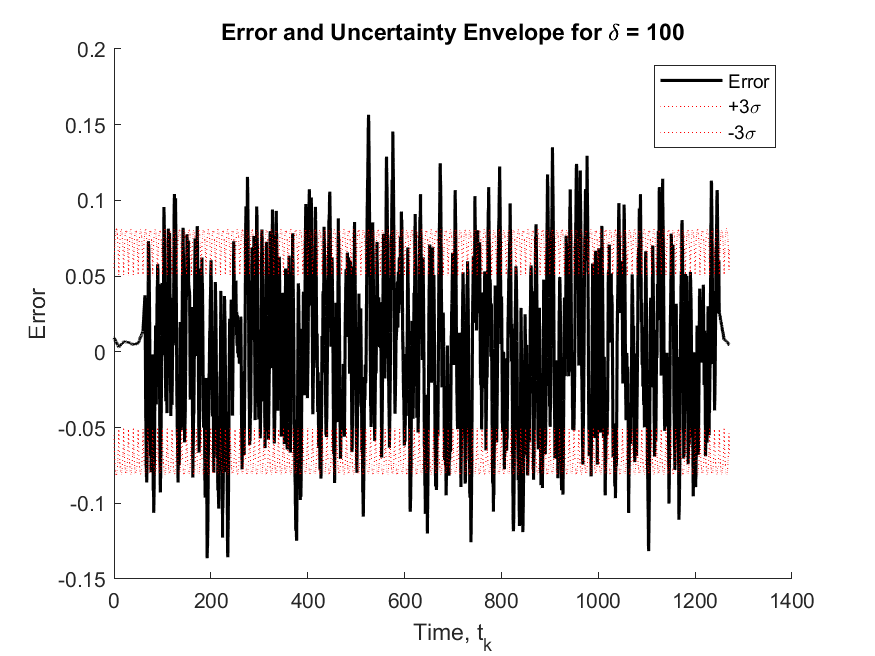 Error and Uncertainty Envelope for δ = 100
Error
+3σ
-3σ
0.2
0.15
0.1
0.05
0
-0.05
-0.1
-0.15
Error
0 200 400 600 800 1000 1200 1400
Time, t_k